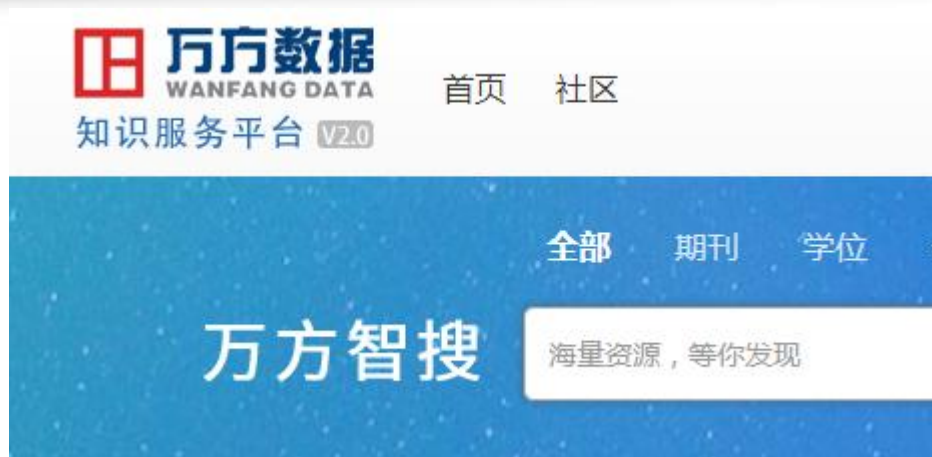 万方数据
WANFANG DATA
知识服务平台 V2.0
首页 社区
全部 期刊 学位
万方智搜
海量资源，等你发现